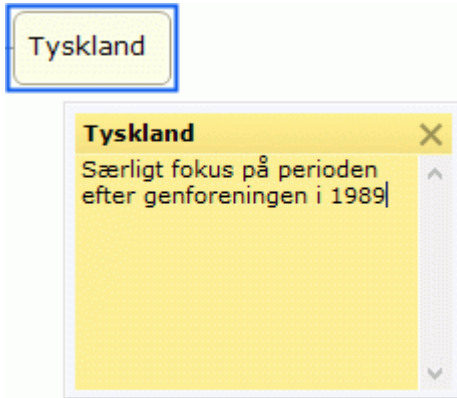 Tyskland
Tyskland
Særligt fokus på perioden
efter genforeningen i 1989